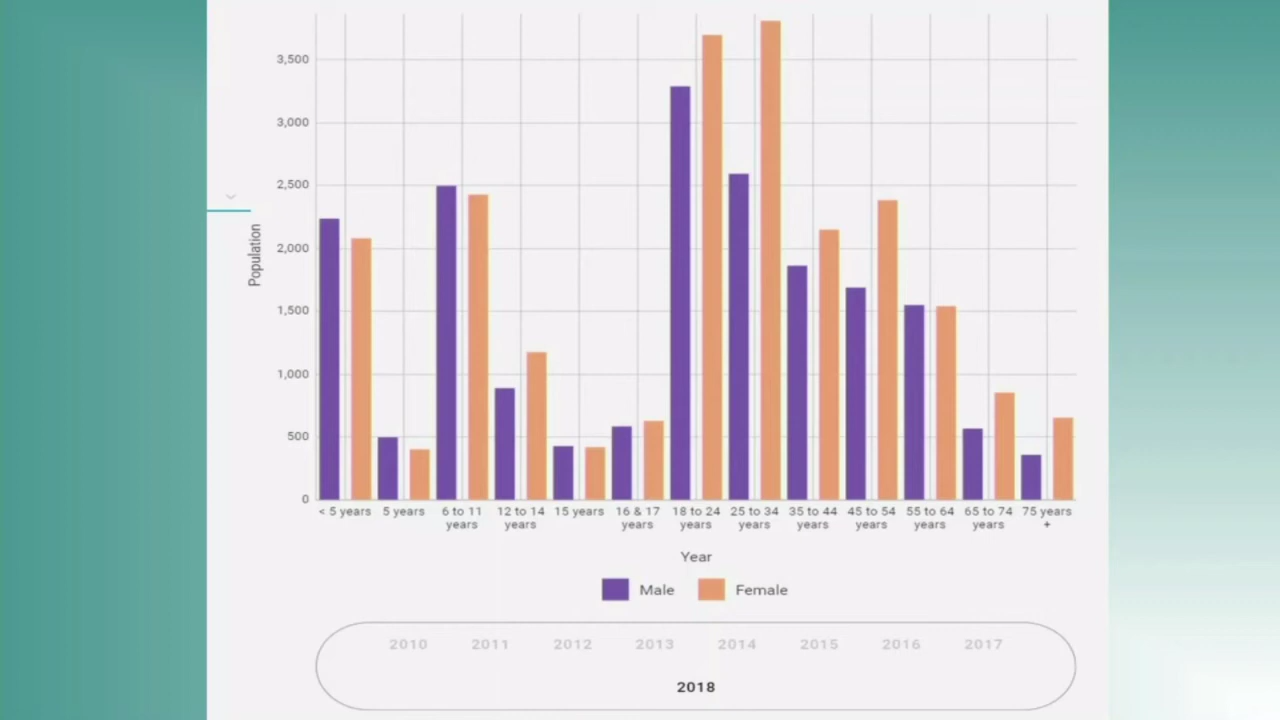 3,500
3,000
2,500
2,000
1,500
1,000
500
0
Population
< 5 years 5 years 6 to 11 years 12 to 14 years 15 years 16 & 17 years 18 to 24 years 25 to 34 years 35 to 44 years 45 to 54 years 55 to 64 years 65 to 74 years 75 years +
Year
Male Female
2010 2011 2012 2013 2014 2015 2016 2017
2018